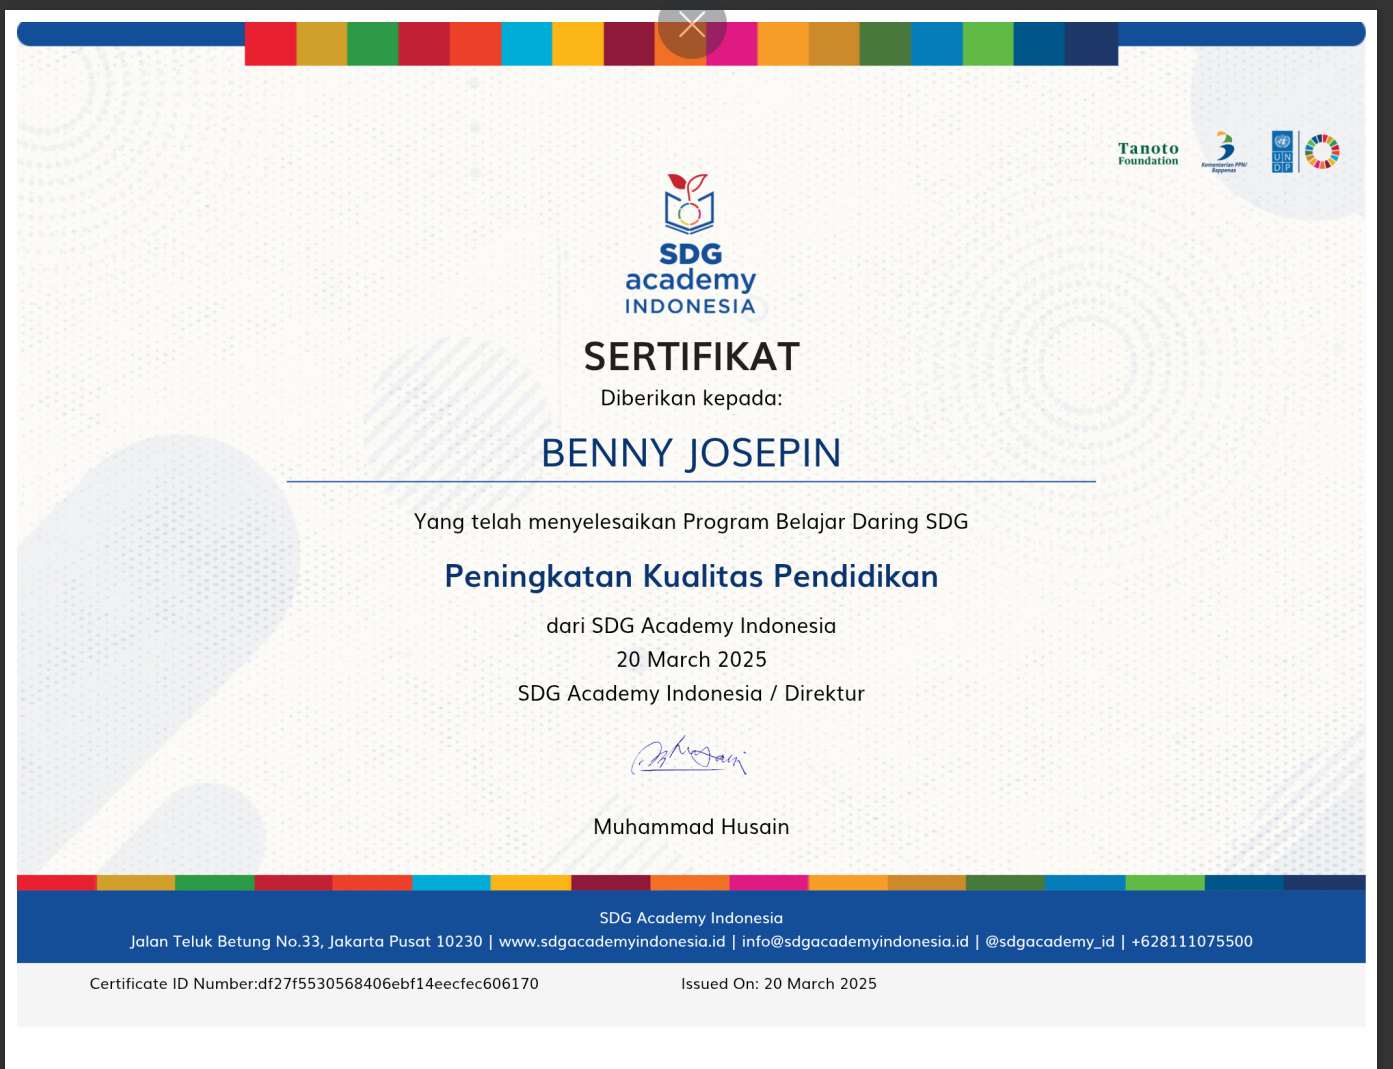 Tanoto
Foundation
Kementerian PPN/
Bappenas
UN
DP
SDG
academy
INDONESIA
SERTIFIKAT
Diberikan kepada:
BENNY JOSEPIN
Yang telah menyelesaikan Program Belajar Daring SDG
Peningkatan Kualitas Pendidikan
dari SDG Academy Indonesia
20 March 2025
SDG Academy Indonesia / Direktur
Muhammad Husain
SDG Academy Indonesia
Jalan Teluk Betung No.33, Jakarta Pusat 10230 | www.sdgacademyindonesia.id | info@sdgacademyindonesia.id | @sdgacademy_id | +628111075500
Certificate ID Number:df27f5530568406ebf14eecfec606170 Issued On: 20 March 2025